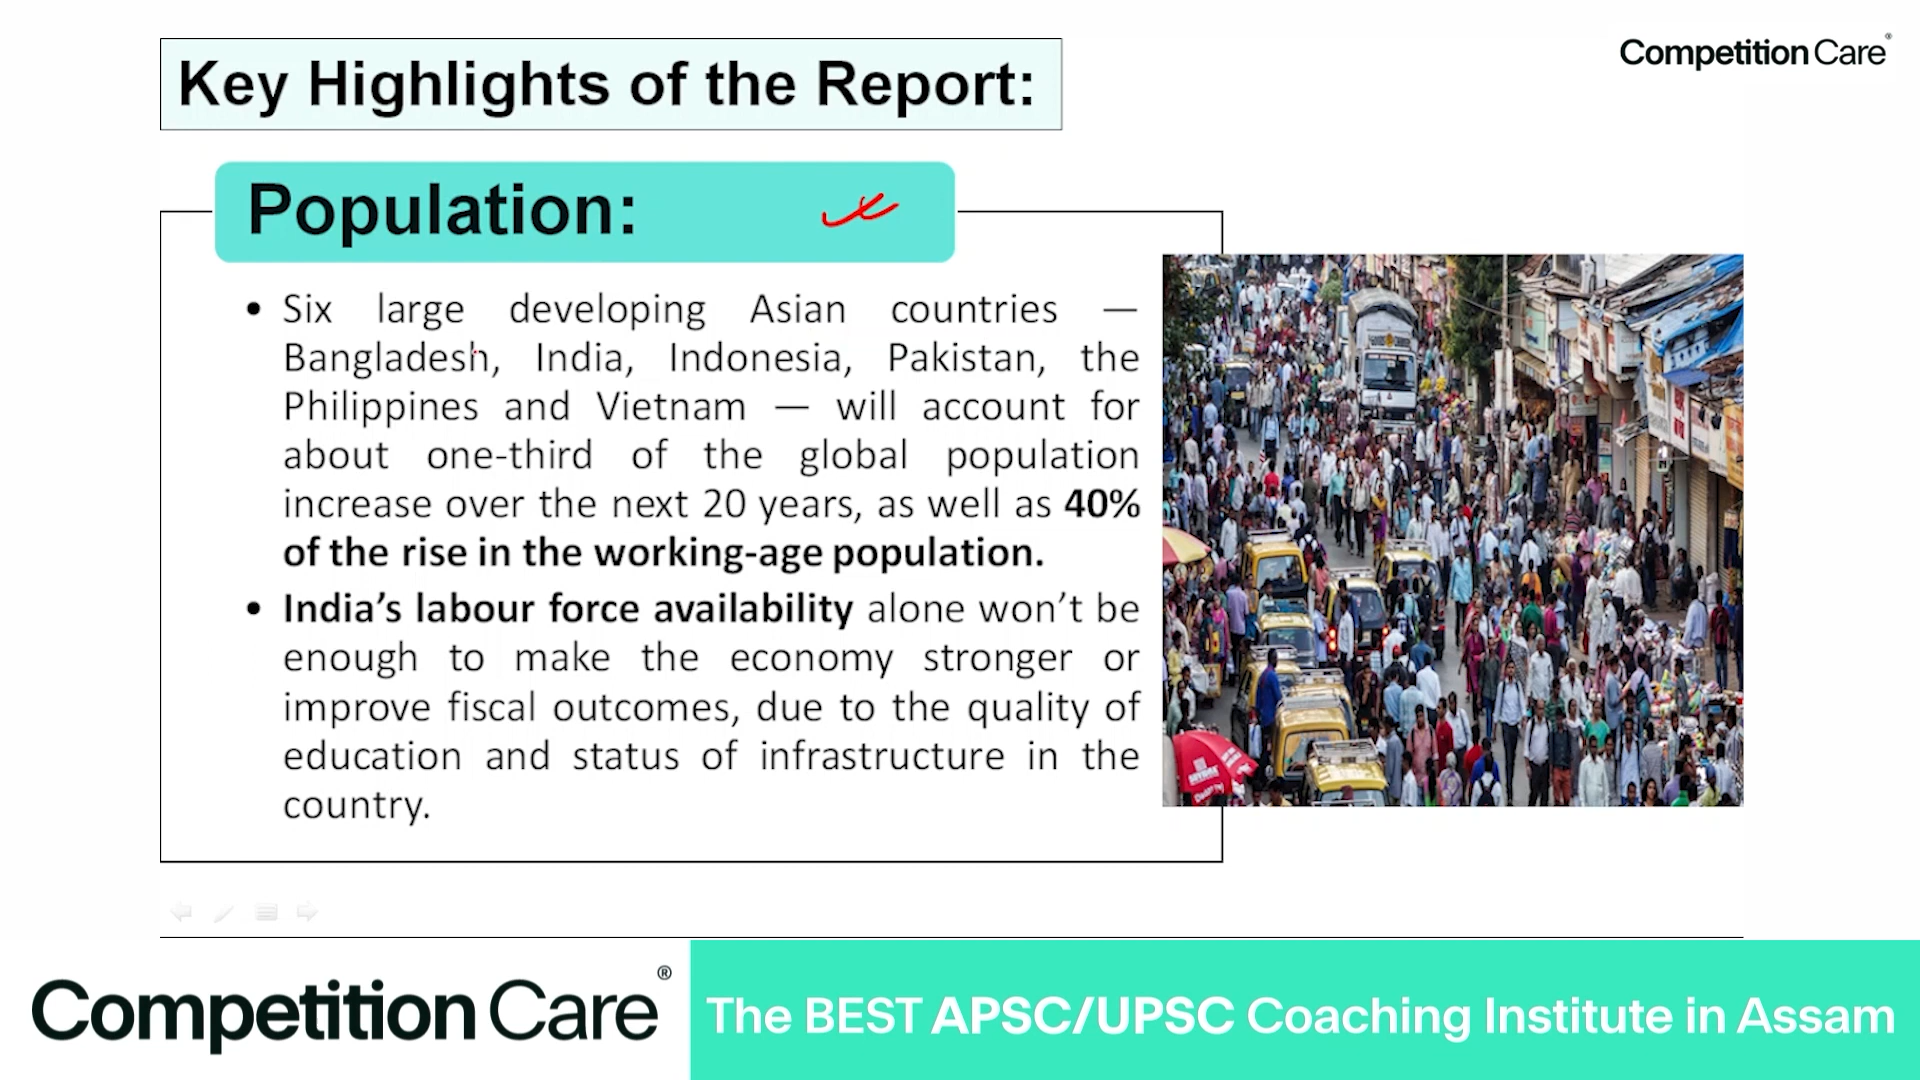 Competition Care®
Key Highlights of the Report:
Population:
• Six large developing Asian countries —
Bangladesh, India, Indonesia, Pakistan, the
Philippines and Vietnam — will account for
about one-third of the global population
increase over the next 20 years, as well as 40%
of the rise in the working-age population.
• India’s labour force availability alone won’t be
enough to make the economy stronger or
improve fiscal outcomes, due to the quality of
education and status of infrastructure in the
country.
Competition Care®
The BEST APSC/UPSC Coaching Institute in Assam